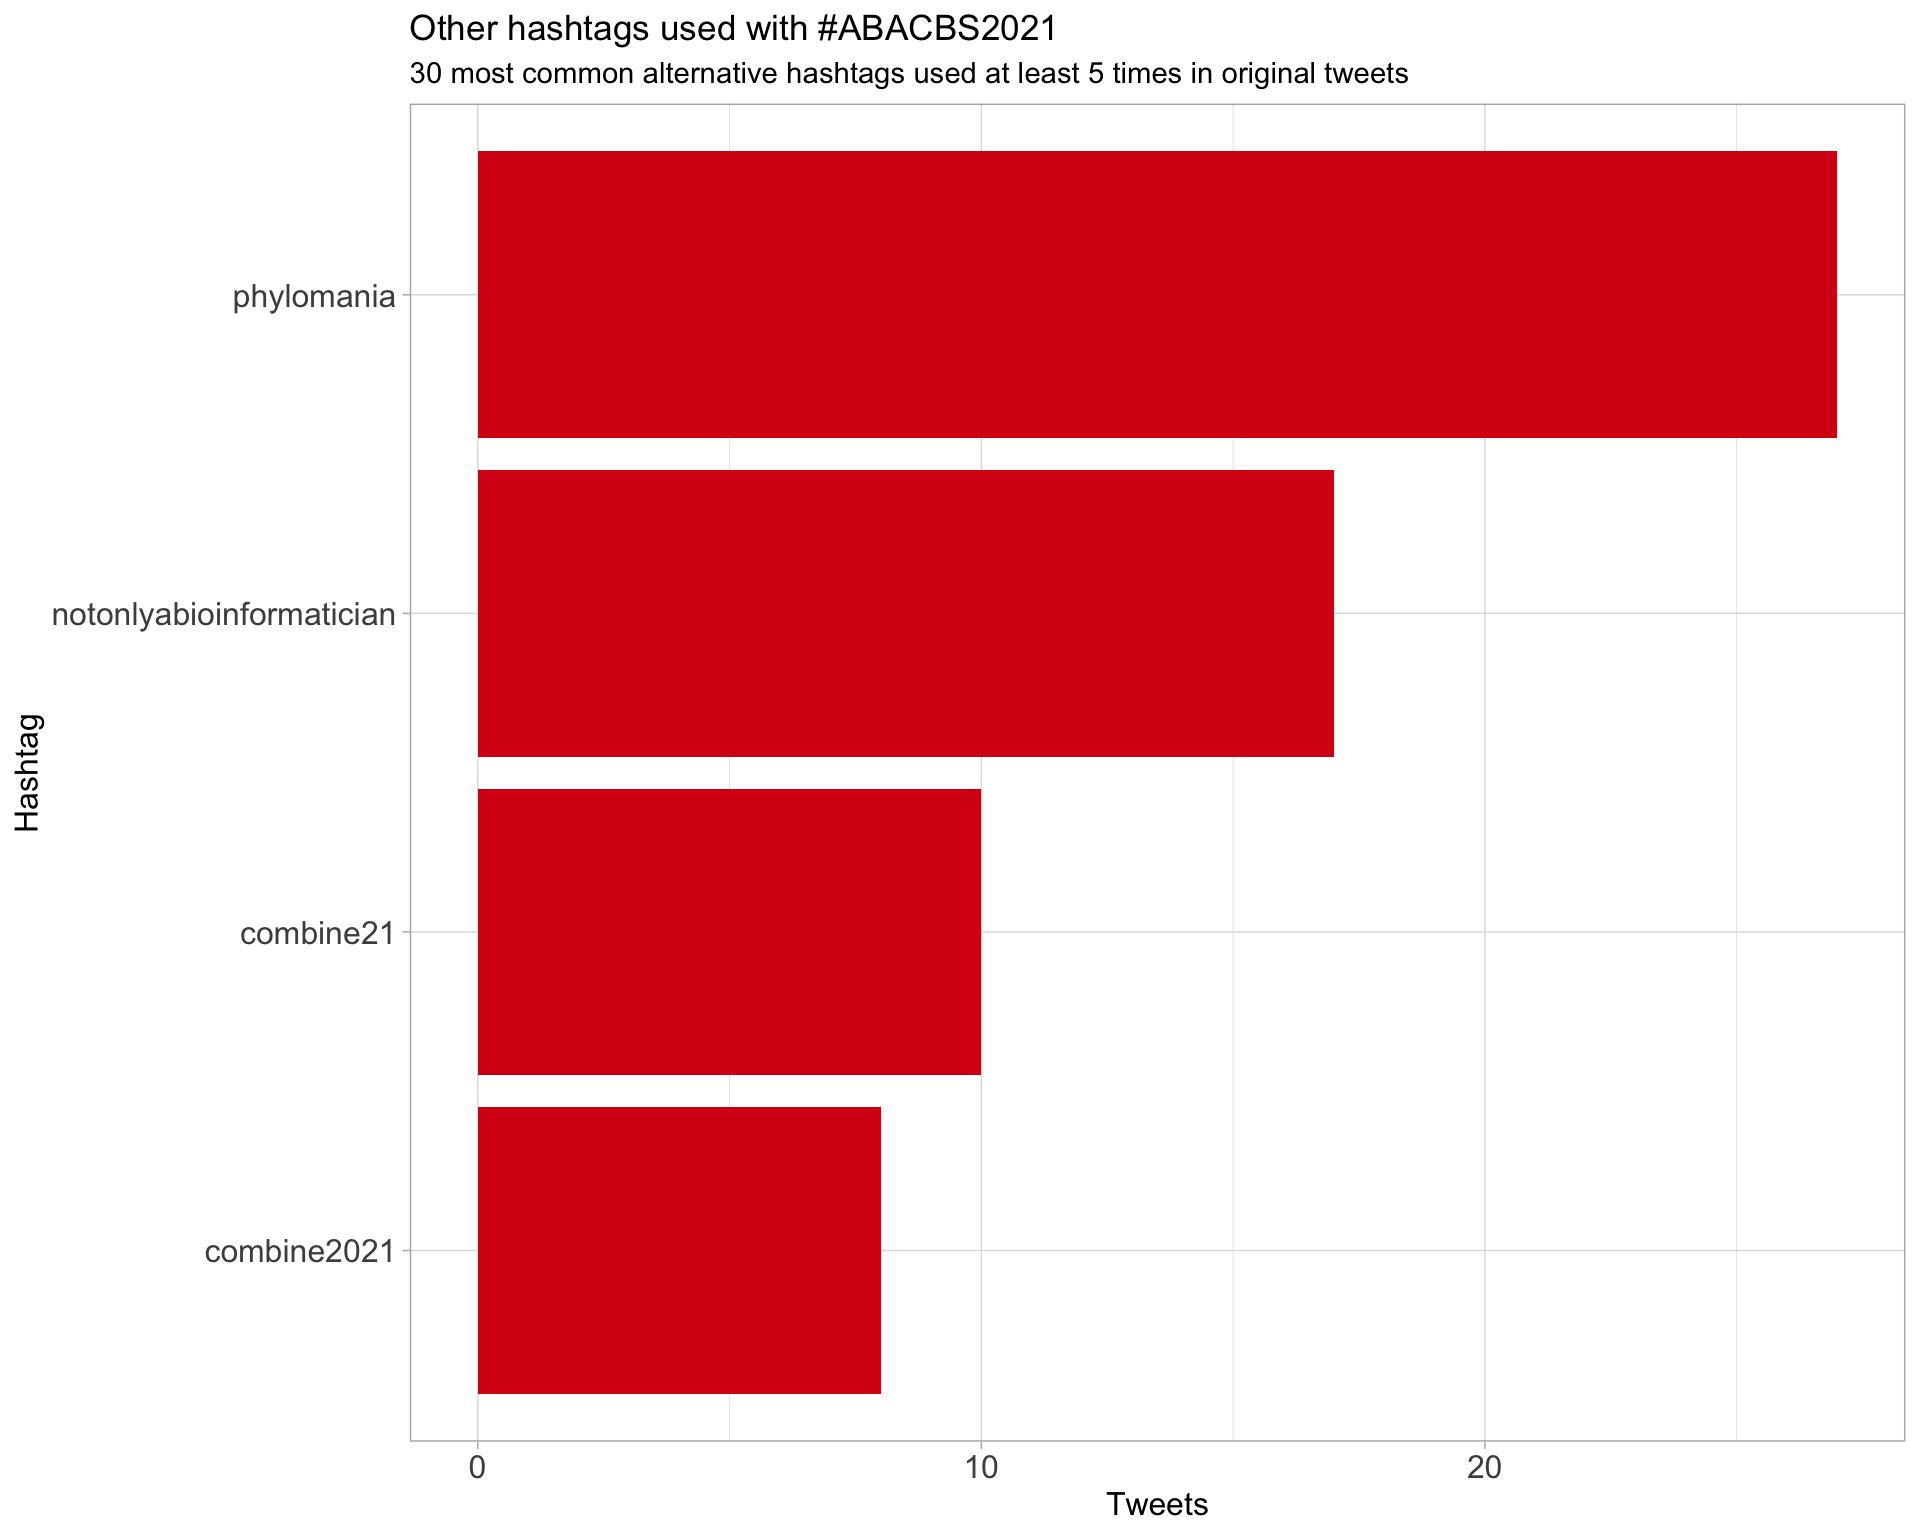 Other hashtags used with #ABACBS2021
30 most common alternative hashtags used at least 5 times in original tweets
Hashtag
phylomania
notonlyabioinformatician
combine21
combine2021
0 10 20
Tweets